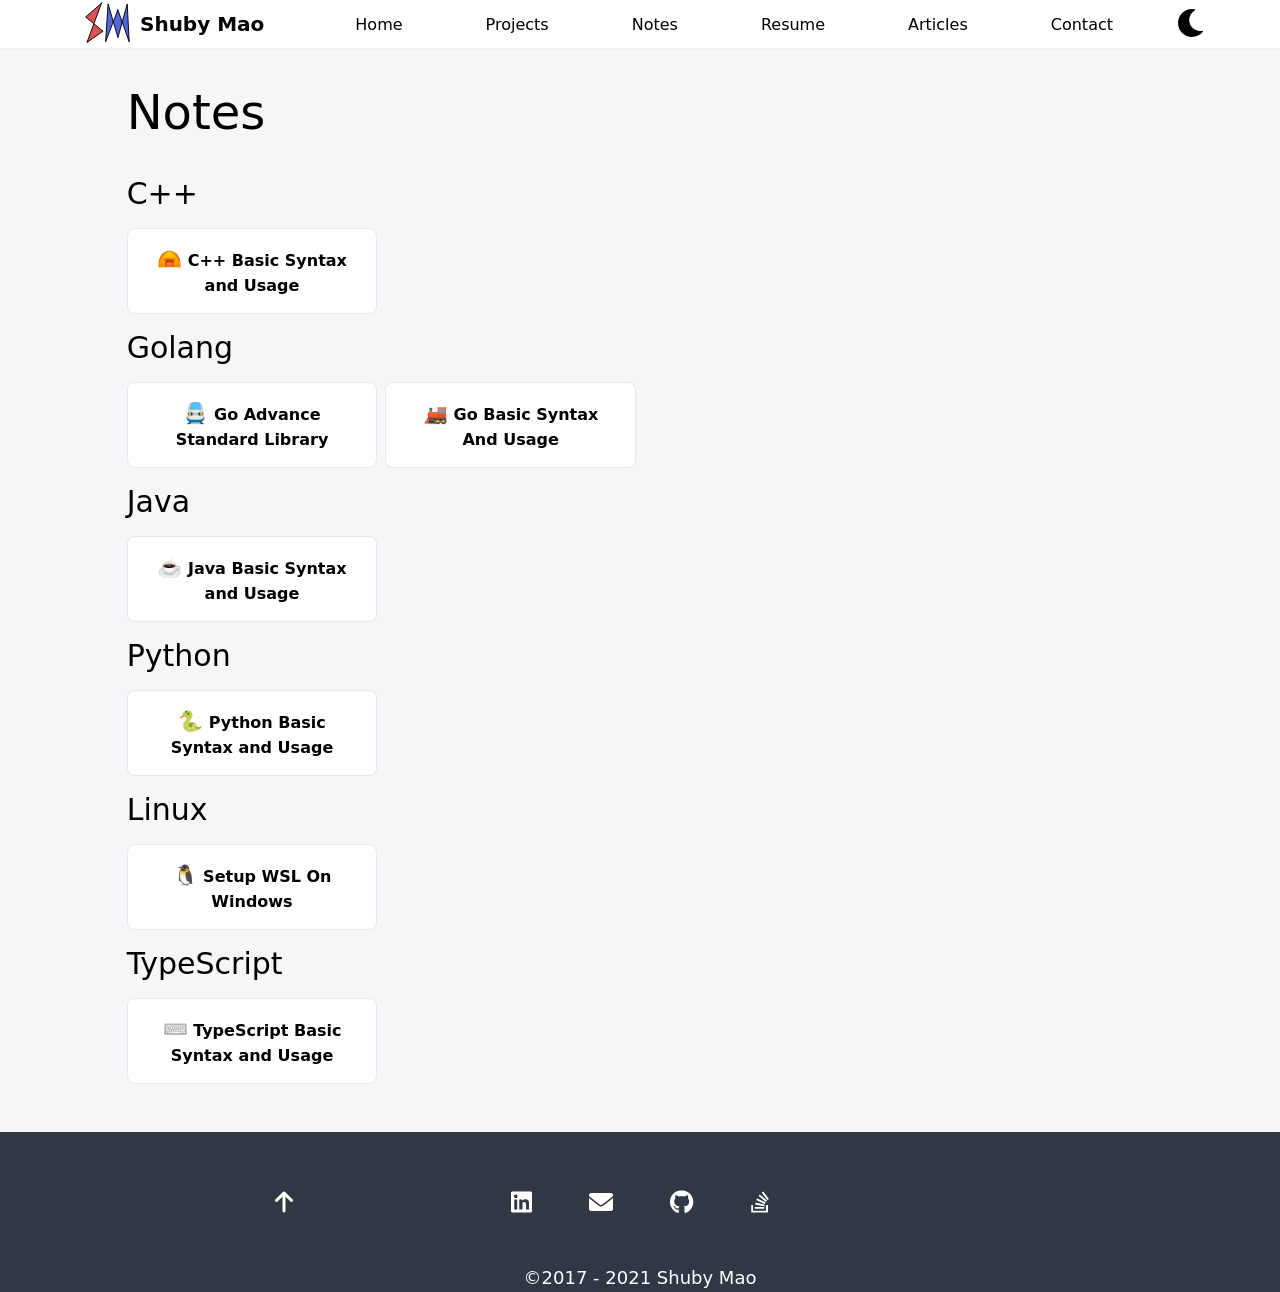 Shuby Mao
Home
Projects
Notes
Resume
Articles
Contact
Notes
C++
C++ Basic Syntax
and Usage
Golang
Go Advance
Standard Library
Go Basic Syntax
And Usage
Java
Java Basic Syntax
and Usage
Python
Python Basic
Syntax and Usage
Linux
Setup WSL On
Windows
TypeScript
TypeScript Basic
Syntax and Usage
©2017 - 2021 Shuby Mao